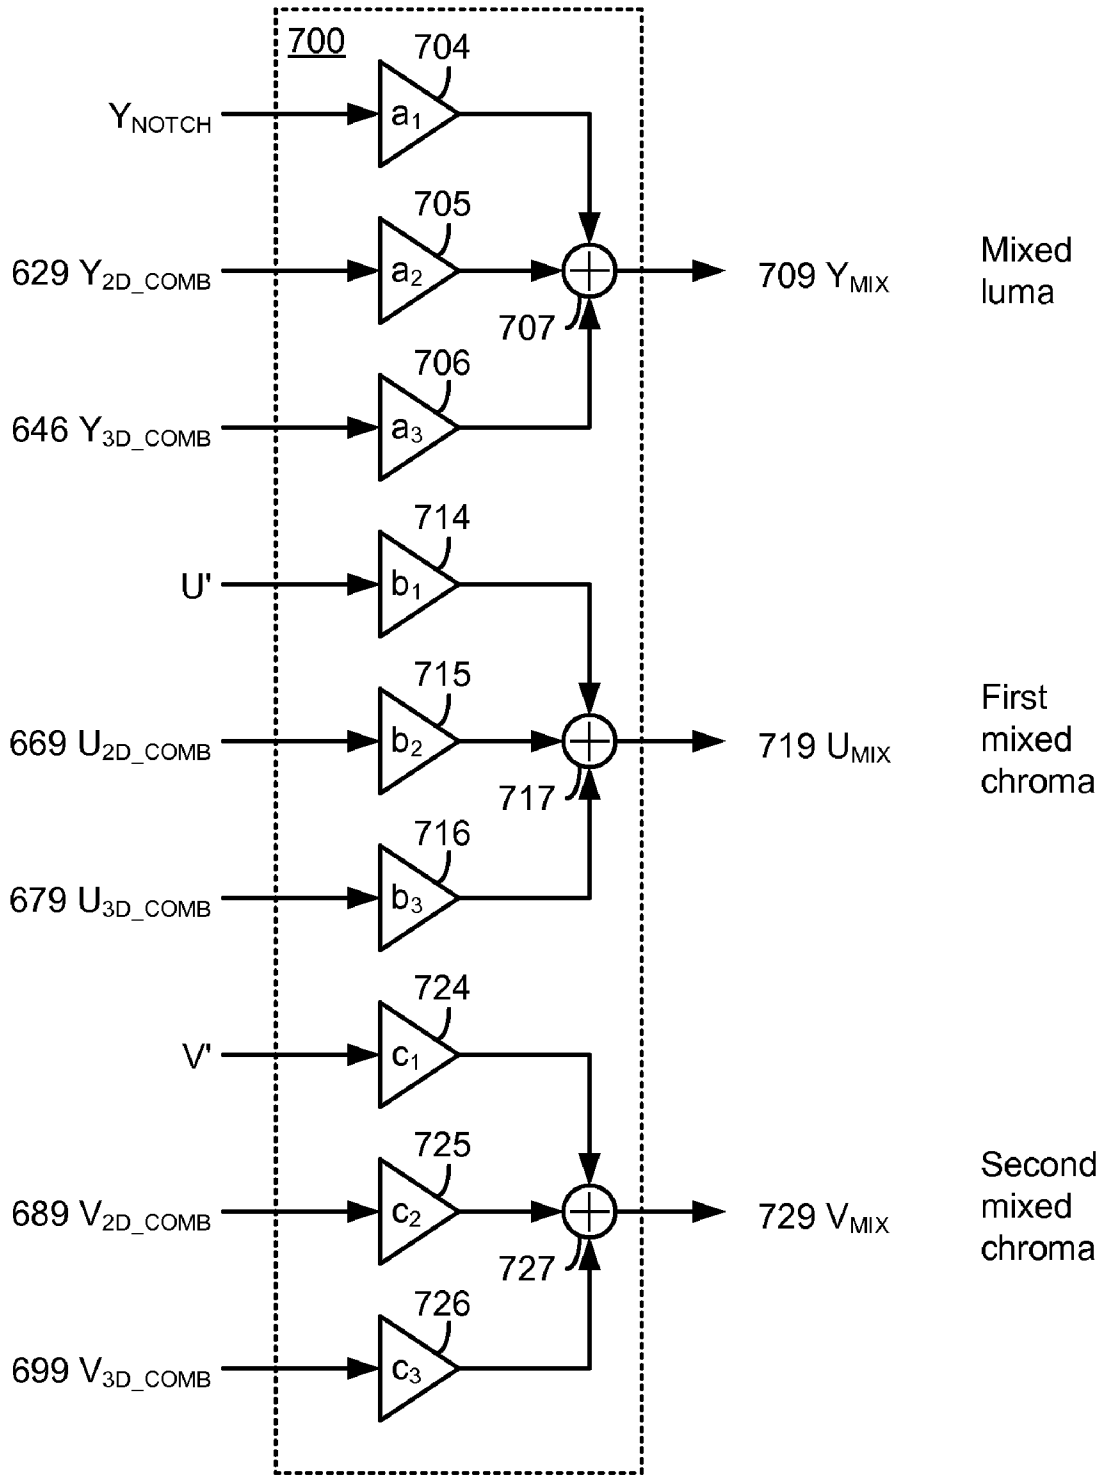 700
704
Y_NOTCH
a1
705
629 Y_2D_COMB
a2
707
709 Y_MIX
Mixed
luma
706
646 Y_3D_COMB
a3
714
U'
b1
715
669 U_2D_COMB
b2
717
719 U_MIX
First
mixed
chroma
716
679 U_3D_COMB
b3
724
V'
c1
725
689 V_2D_COMB
c2
727
729 V_MIX
Second
mixed
chroma
726
699 V_3D_COMB
c3